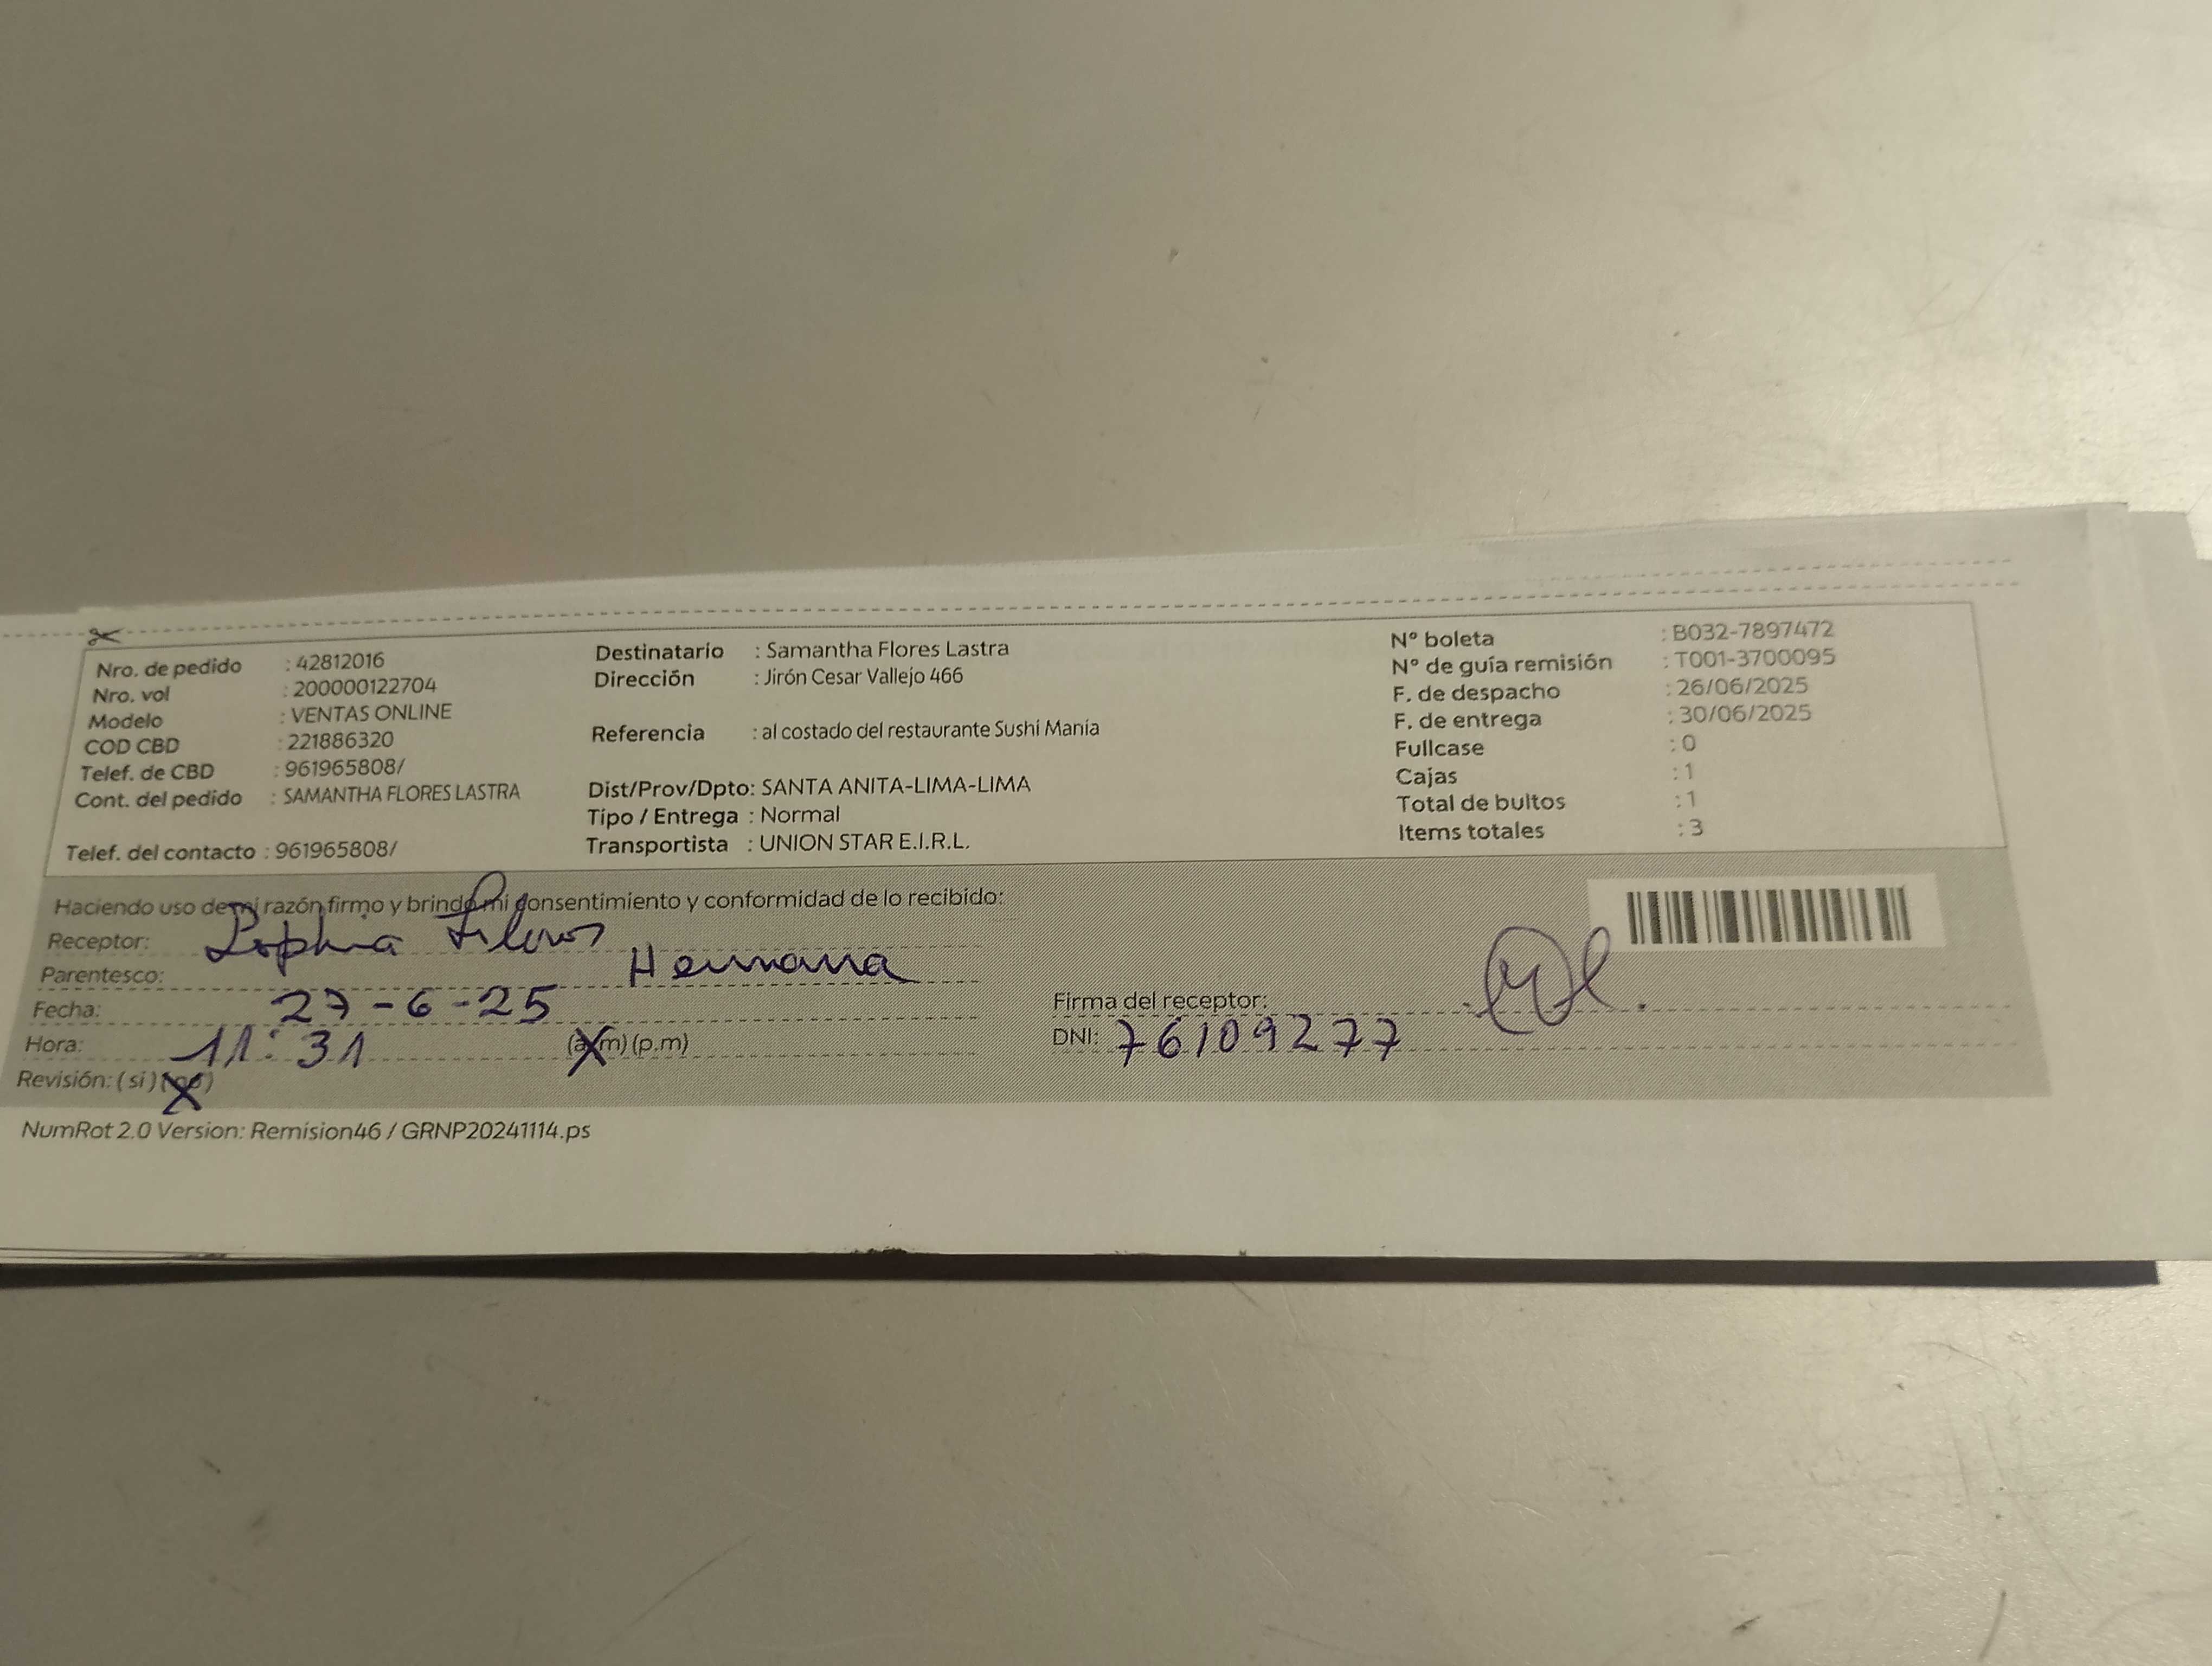 Nro. de pedido : 42812016
Nro. vol : 200000122704
Modelo : VENTAS ONLINE
COD CBD : 221886320
Telef. de CBD : 961965808/
Cont. del pedido : SAMANTHA FLORES LASTRA
Telef. del contacto : 961965808/
Destinatario : Samantha Flores Lastra
Dirección : Jirón Cesar Vallejo 466
Referencia : al costado del restaurante Sushi Manía
Dist/Prov/Dpto: SANTA ANITA-LIMA-LIMA
Tipo / Entrega : Normal
Transportista : UNION STAR E.I.R.L.
Nº boleta : B032-7897472
Nº de guía remisión : T001-3700095
F. de despacho : 26/06/2025
F. de entrega : 30/06/2025
Fullcase : 0
Cajas : 1
Total de bultos : 1
Items totales : 3
Haciendo uso de mi razón firmo y brindo mi consentimiento y conformidad de lo recibido:
Receptor: Sophia Flores
Parentesco: Hermana
Fecha: 27-6-25
Hora: 11:31 (a.m) (p.m)
Revisión: (si) (no)
Firma del receptor:
DNI: 76109277
NumRot 2.0 Version: Remision46 / GRNP20241114.ps